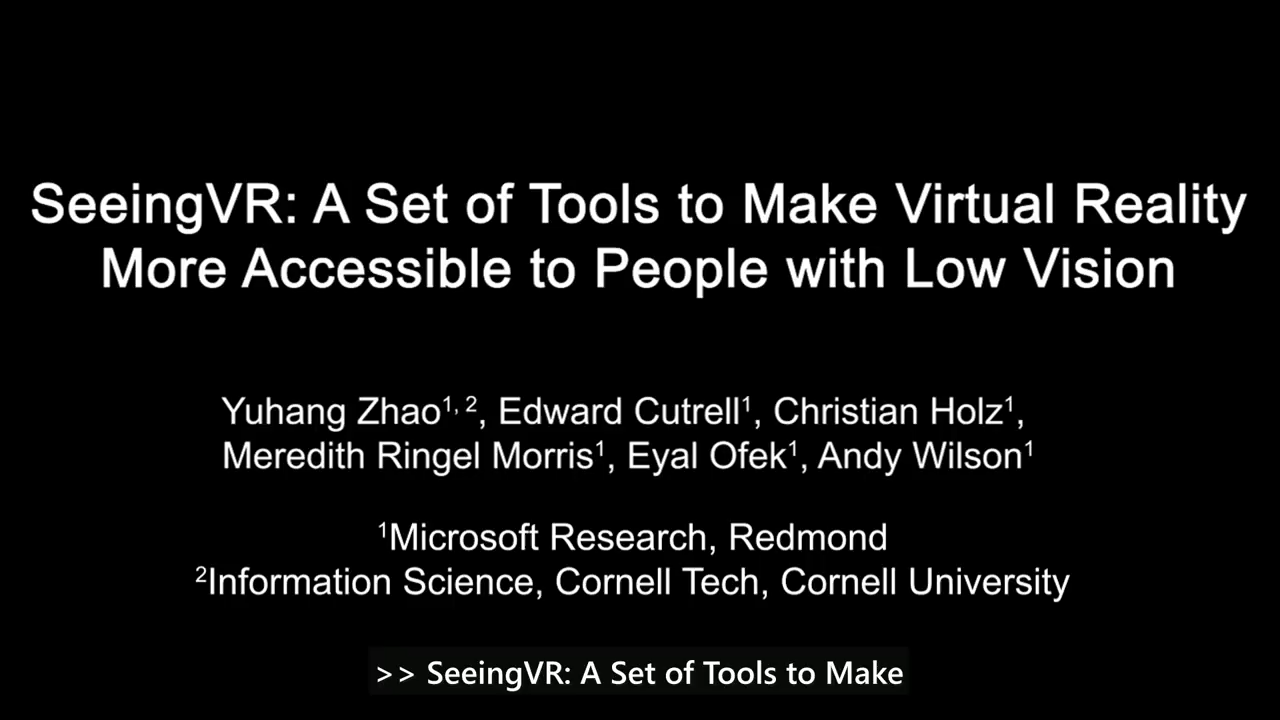 SeeingVR: A Set of Tools to Make Virtual Reality
More Accessible to People with Low Vision
Yuhang Zhao¹, ², Edward Cutrell¹, Christian Holz¹,
Meredith Ringel Morris¹, Eyal Ofek¹, Andy Wilson¹
¹Microsoft Research, Redmond
²Information Science, Cornell Tech, Cornell University
>> SeeingVR: A Set of Tools to Make